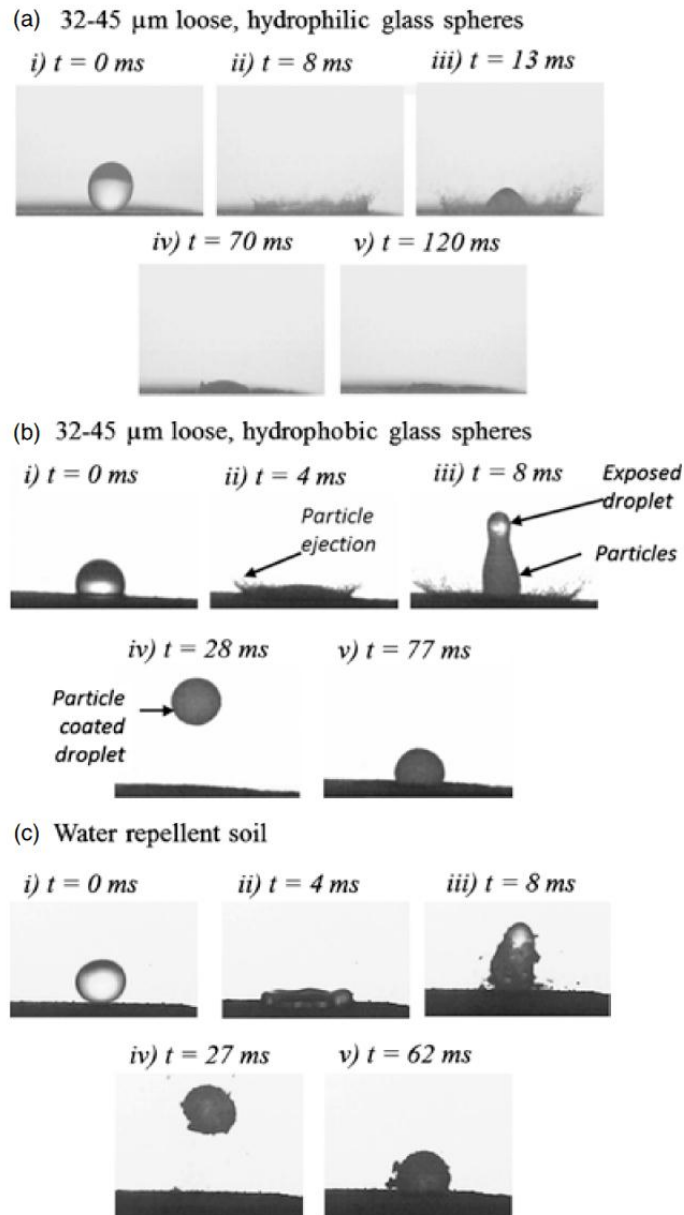 (a) 32-45 µm loose, hydrophilic glass spheres
i) t = 0 ms
ii) t = 8 ms
iii) t = 13 ms
iv) t = 70 ms
v) t = 120 ms
(b) 32-45 µm loose, hydrophobic glass spheres
i) t = 0 ms
ii) t = 4 ms
iii) t = 8 ms
Exposed
droplet
Particle
ejection
Particles
iv) t = 28 ms
v) t = 77 ms
Particle
coated
droplet
(c) Water repellent soil
i) t = 0 ms
ii) t = 4 ms
iii) t = 8 ms
iv) t = 27 ms
v) t = 62 ms